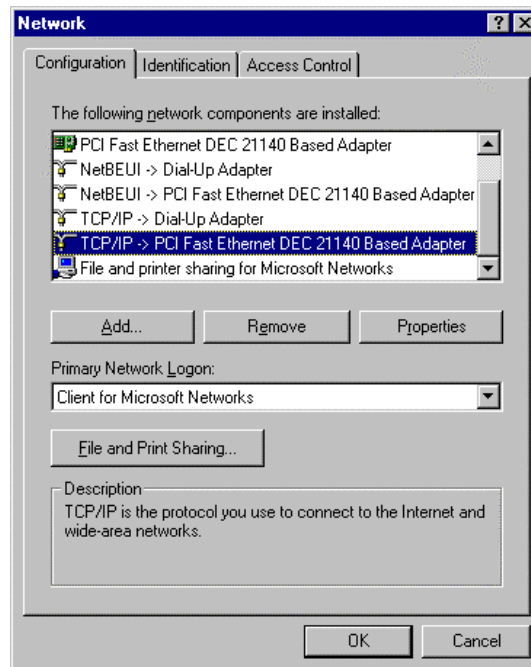 Network
Configuration Identification Access Control
The following network components are installed:
PCI Fast Ethernet DEC 21140 Based Adapter
NetBEUI -> Dial-Up Adapter
NetBEUI -> PCI Fast Ethernet DEC 21140 Based Adapter
TCP/IP -> Dial-Up Adapter
TCP/IP -> PCI Fast Ethernet DEC 21140 Based Adapter
File and printer sharing for Microsoft Networks
Add... Remove Properties
Primary Network Logon:
Client for Microsoft Networks
File and Print Sharing...
Description
TCP/IP is the protocol you use to connect to the Internet and
wide-area networks.
OK Cancel